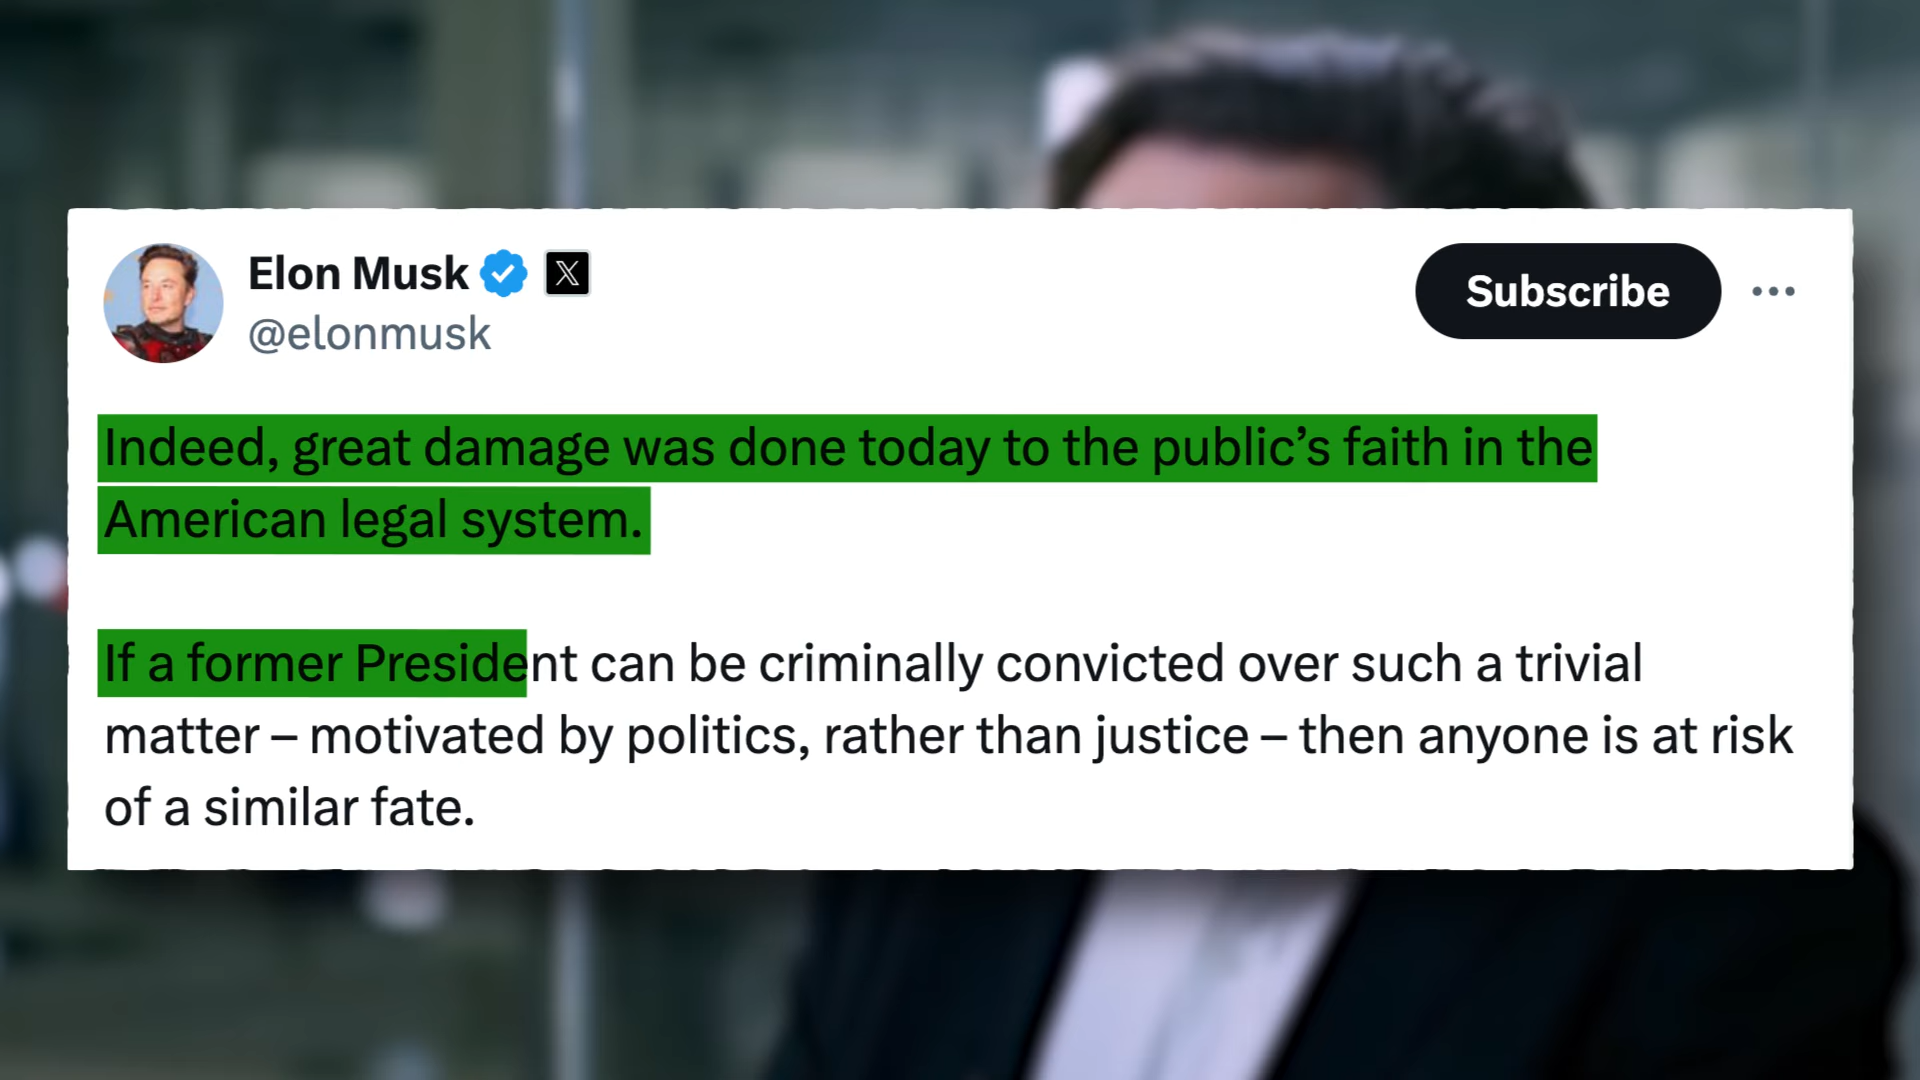 Elon Musk
@elonmusk
Subscribe
Indeed, great damage was done today to the public’s faith in the
American legal system.
If a former President can be criminally convicted over such a trivial
matter – motivated by politics, rather than justice – then anyone is at risk
of a similar fate.